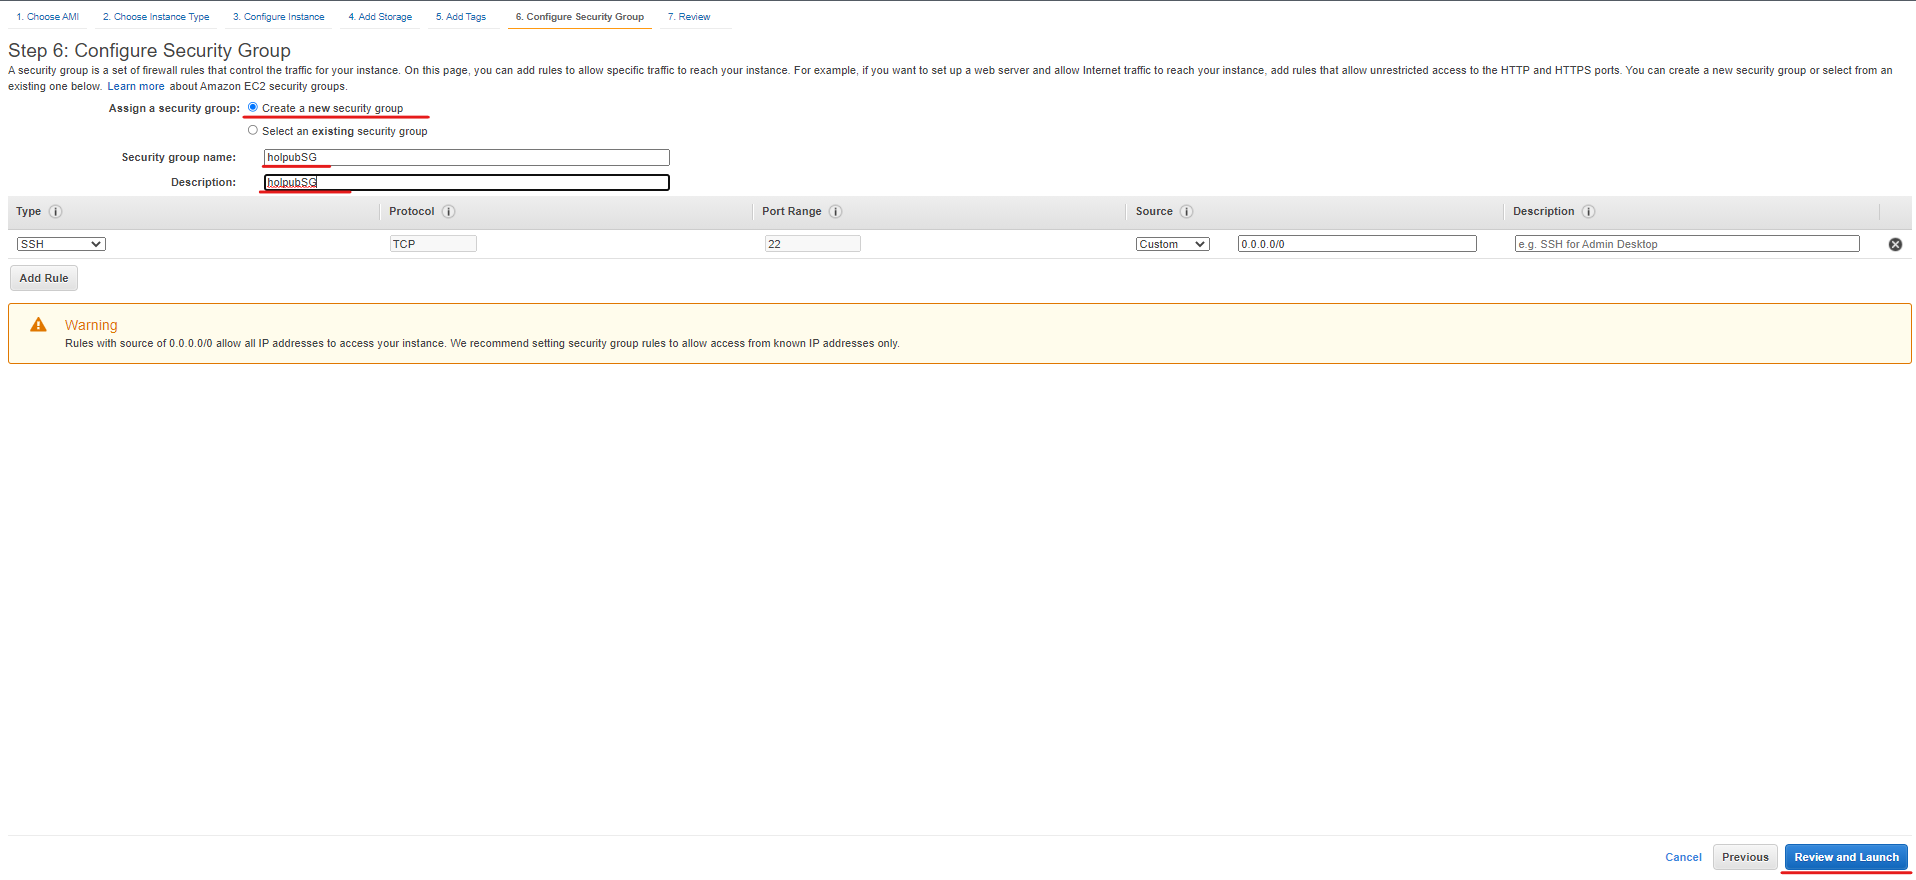 1. Choose AMI 2. Choose Instance Type 3. Configure Instance 4. Add Storage 5. Add Tags 6. Configure Security Group 7. Review
Step 6: Configure Security Group
A security group is a set of firewall rules that control the traffic for your instance. On this page, you can add rules to allow specific traffic to reach your instance. For example, if you want to set up a web server and allow Internet traffic to reach your instance, add rules that allow unrestricted access to the HTTP and HTTPS ports. You can create a new security group or select from an
existing one below. Learn more about Amazon EC2 security groups.
Assign a security group: Create a new security group
Select an existing security group
Security group name: holpubSG
Description: holpubSG
Type Protocol Port Range Source Description
SSH TCP 22 Custom 0.0.0.0/0 e.g. SSH for Admin Desktop
Add Rule
Warning
Rules with source of 0.0.0.0/0 allow all IP addresses to access your instance. We recommend setting security group rules to allow access from known IP addresses only.
Cancel Previous Review and Launch